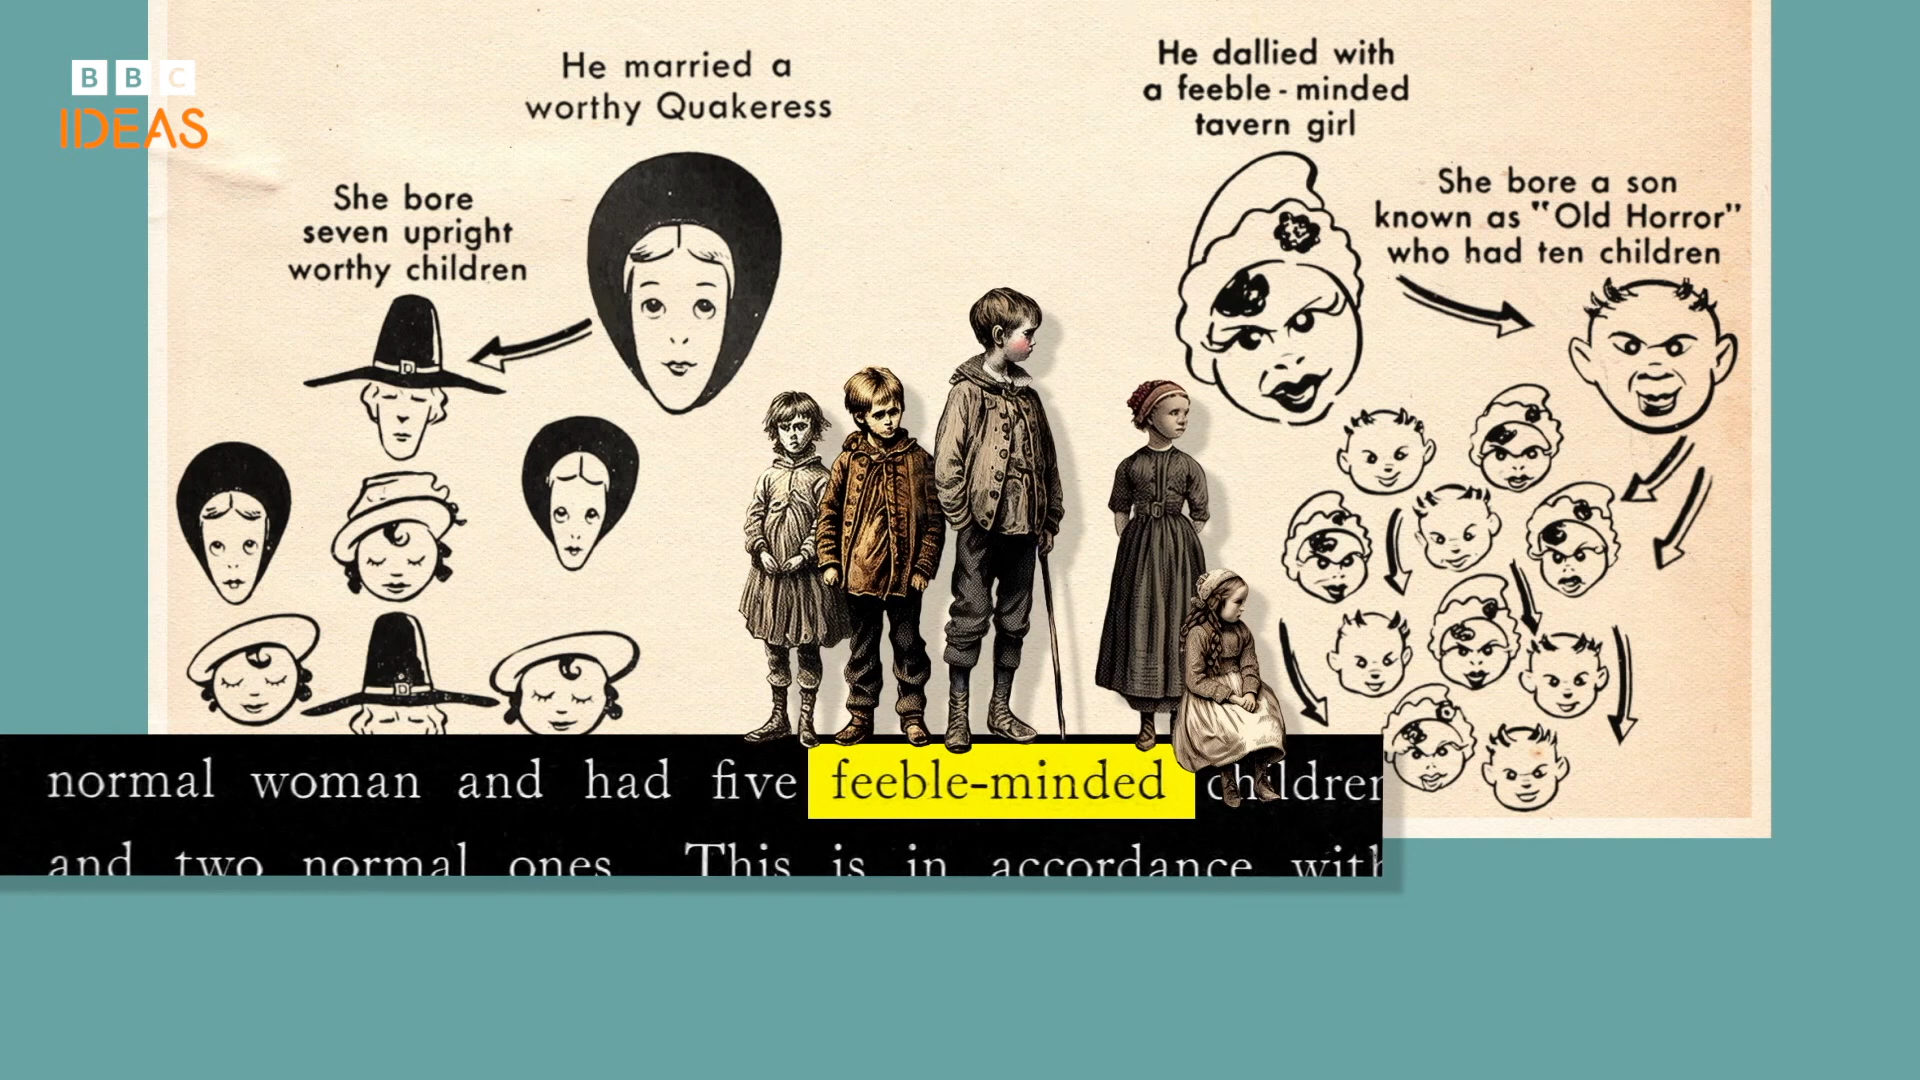 BBC
IDEAS
He married a
worthy Quakeress
She bore
seven upright
worthy children
He dallied with
a feeble-minded
tavern girl
She bore a son
known as "Old Horror"
who had ten children
normal woman and had five feeble-minded children
and two normal ones. This is in accordance with